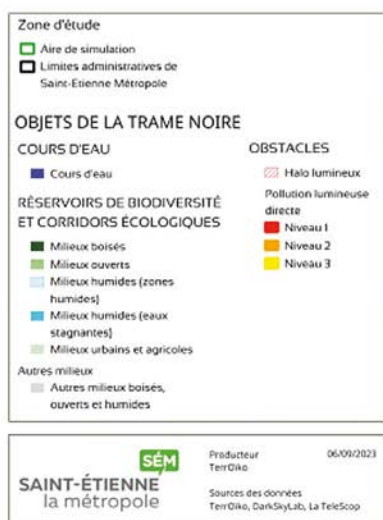 Zone d'étude
Aire de simulation
Limites administratives de
Saint-Etienne Métropole
OBJETS DE LA TRAME NOIRE
COURS D'EAU
Cours d'eau
RÉSERVOIRS DE BIODIVERSITÉ
ET CORRIDORS ÉCOLOGIQUES
Milieux boisés
Milieux ouverts
Milieux humides (zones
humides)
Milieux humides (eaux
stagnantes)
Milieux urbains et agricoles
Autres milieux
Autres milieux boisés,
ouverts et humides
OBSTACLES
Halo lumineux
Pollution lumineuse
directe
Niveau 1
Niveau 2
Niveau 3
SÉM
SAINT-ÉTIENNE
la métropole
Producteur
TerrOïko
06/09/2023
Sources des données
TerrOïko, DarkSkyLab, La TeleScop